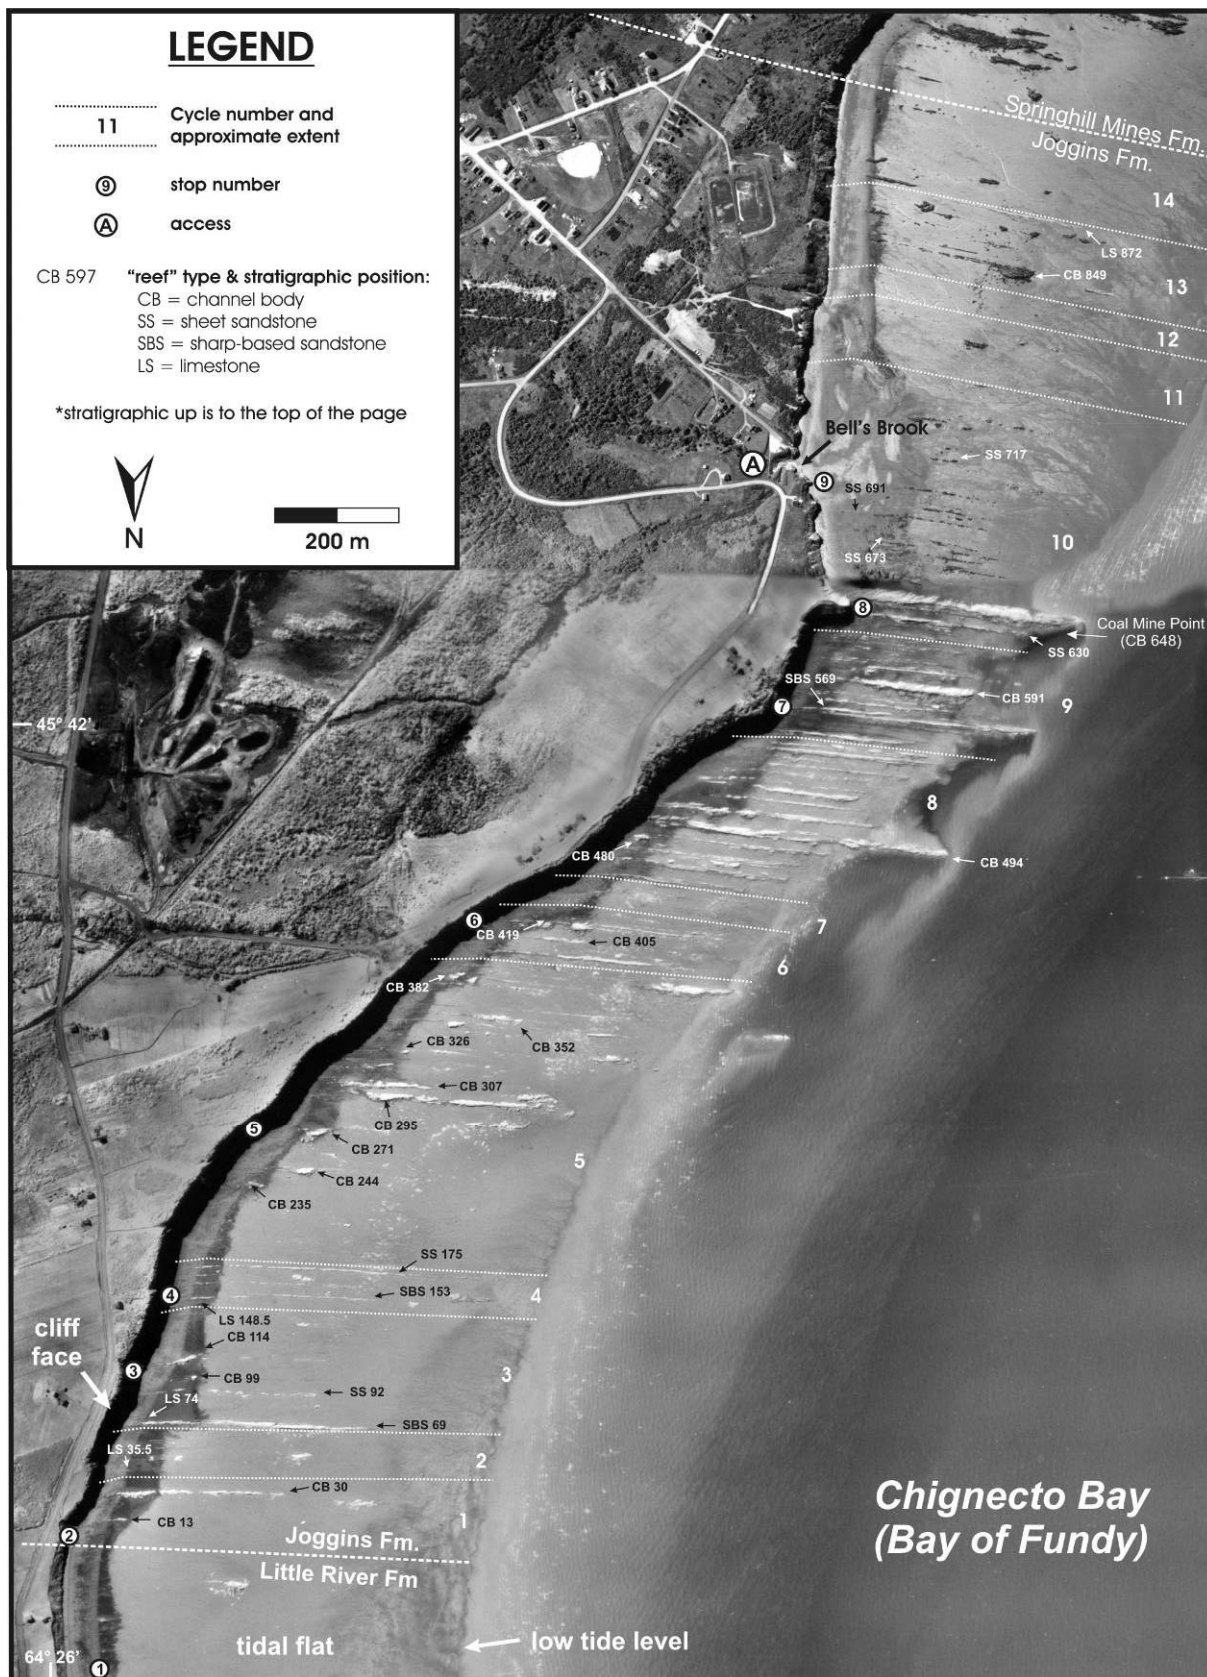 LEGEND
11 Cycle number and
approximate extent
9 stop number
A access
CB 597 "reef" type & stratigraphic position:
CB = channel body
SS = sheet sandstone
SBS = sharp-based sandstone
LS = limestone
*stratigraphic up is to the top of the page
N
200 m
Springhill Mines Fm.
Joggins Fm.
14
LS 872
CB 849
13
12
11
Bell's Brook
A
SS 717
9
SS 691
SS 673
10
8
Coal Mine Point
(CB 648)
SS 630
SBS 569
CB 591
7
9
45° 42'
8
CB 480
CB 494
6
7
CB 419
CB 405
6
CB 382
CB 326
CB 352
CB 307
CB 295
5
CB 271
5
CB 244
CB 235
SS 175
4
SBS 153
4
LS 148.5
cliff
face
CB 114
3
CB 99
3
SS 92
LS 74
SBS 69
LS 35.5
2
CB 30
Chignecto Bay
(Bay of Fundy)
CB 13
1
2
Joggins Fm.
Little River Fm
tidal flat
low tide level
64° 26'
1